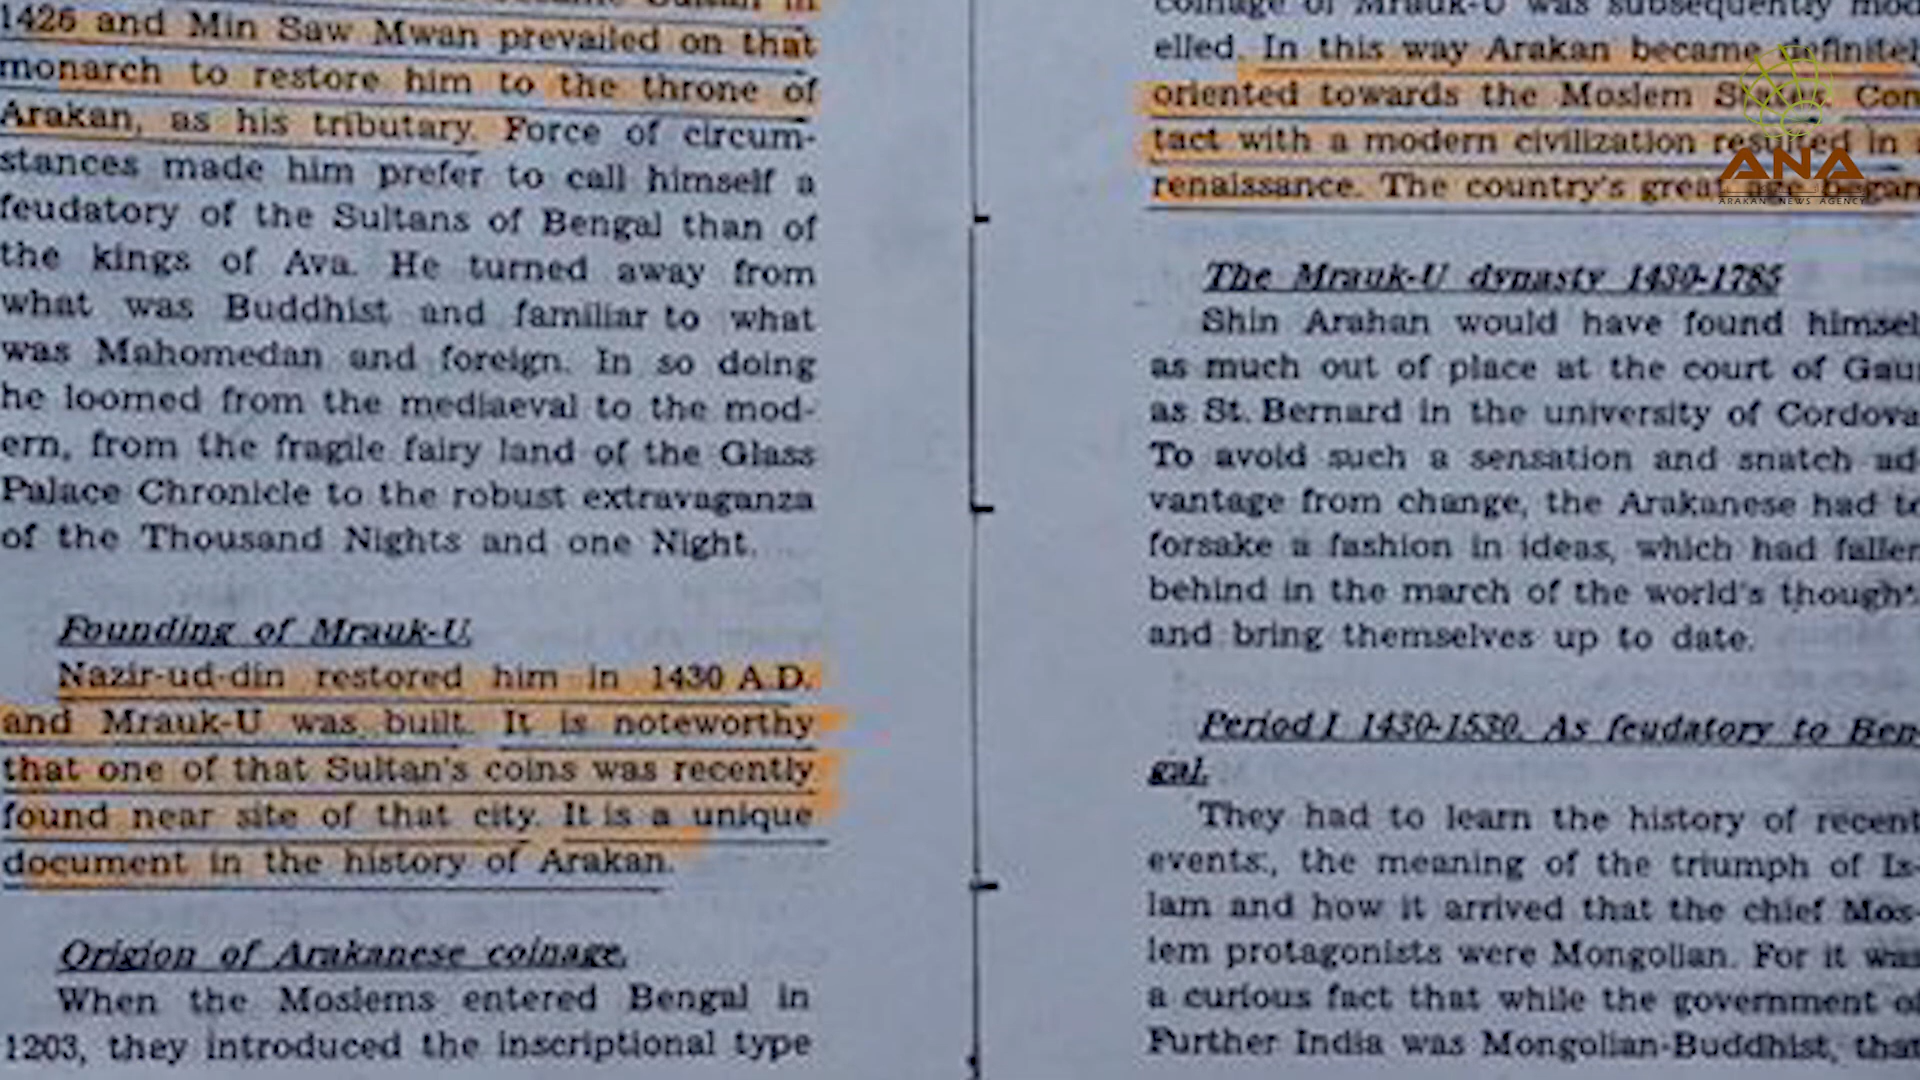 1426 and Min Saw Mwan prevailed on that
monarch to restore him to the throne of
Arakan, as his tributary. Force of circum-
stances made him prefer to call himself a
feudatory of the Sultans of Bengal than of
the kings of Ava. He turned away from
what was Buddhist and familiar to what
was Mahomedan and foreign. In so doing
he loomed from the mediaeval to the mod-
ern, from the fragile fairy land of the Glass
Palace Chronicle to the robust extravaganza
of the Thousand Nights and one Night.
Founding of Mrauk-U.
Nazir-ud-din restored him in 1430 A.D.
and Mrauk-U was built. It is noteworthy
that one of that Sultan's coins was recently
found near site of that city. It is a unique
document in the history of Arakan.
Origion of Arakanese coinage.
When the Moslems entered Bengal in
1203, they introduced the inscriptional type
coinage of Mrauk-U was subsequently mod
elled. In this way Arakan became definitel
oriented towards the Moslem Con
tact with a modern civilization resulted in
renaissance. The country's great age began
The Mrauk-U dynasty 1430-1785
Shin Arahan would have found himsel
as much out of place at the court of Gau
as St. Bernard in the university of Cordova
To avoid such a sensation and snatch ad
vantage from change, the Arakanese had to
forsake a fashion in ideas, which had fallen
behind in the march of the world's thought
and bring themselves up to date.
Period I 1430-1530. As feudatory to Ben-
gal.
They had to learn the history of recent
events, the meaning of the triumph of Is-
lam and how it arrived that the chief Mos-
lem protagonists were Mongolian. For it was
a curious fact that while the government of
Further India was Mongolian-Buddhist, that
ANA
ARAKAN NEWS AGENCY